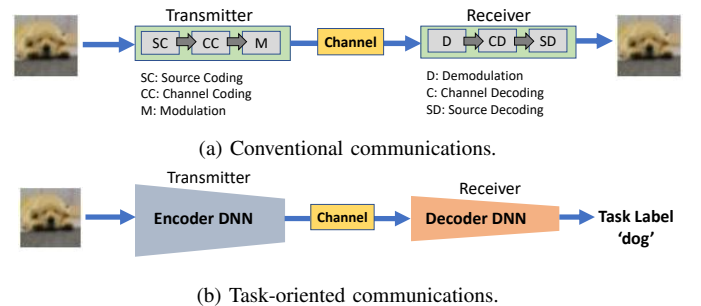 Transmitter
Receiver
SC CC M
Channel
D CD SD
SC: Source Coding
CC: Channel Coding
M: Modulation
D: Demodulation
C: Channel Decoding
SD: Source Decoding
(a) Conventional communications.
Transmitter
Receiver
Encoder DNN
Channel
Decoder DNN
Task Label
‘dog’
(b) Task-oriented communications.